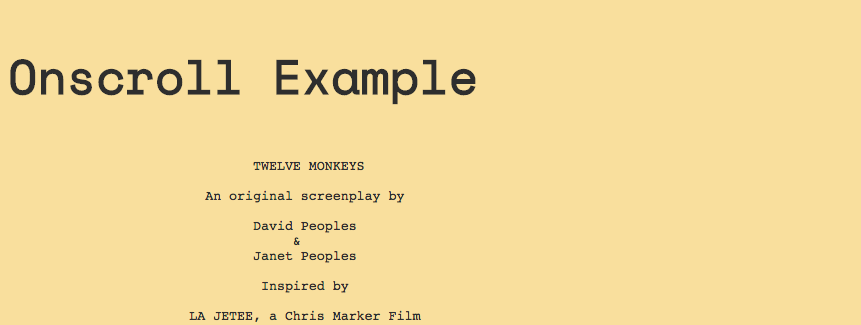 Onscroll Example
TWELVE MONKEYS
An original screenplay by
David Peoples
&
Janet Peoples
Inspired by
LA JETEE, a Chris Marker Film